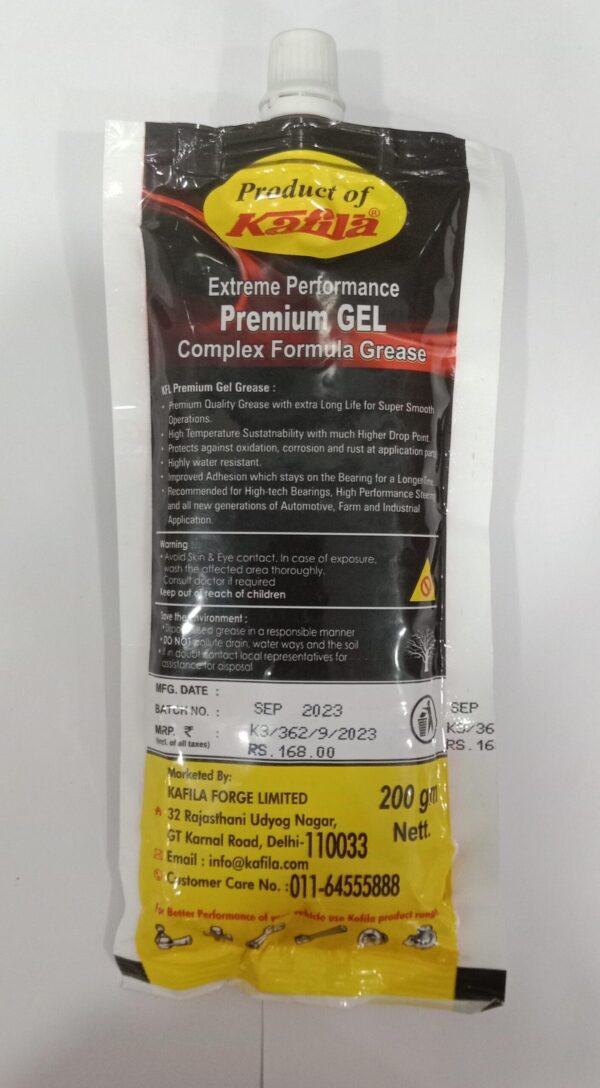 Product of
Kafila®
Extreme Performance
Premium GEL
Complex Formula Grease
KFL Premium Gel Grease :
• Premium Quality Grease with extra Long Life for Super Smooth
Operations.
• High Temperature Sustatnability with much Higher Drop Point
• Protects against oxidation, corrosion and rust at application parts
• Highly water resistant.
• Improved Adhesion which stays on the Bearing for a Longer Time
• Recommended for High-tech Bearings, High Performance Steering
and all new generations of Automotive, Farm and Industrial
Application.
Warning :
• Avoid Skin & Eye contact. In case of exposure,
wash the affected area thoroughly.
Consult doctor if required
Keep out of reach of children
Save the environment :
• Dispose used grease in a responsible manner
• DO NOT pollute drain, water ways and the soil
• If in doubt contact local representatives for
assistance for disposal
MFG. DATE :
BATCH NO. : SEP 2023 SEP
MRP. ₹ : K3/362/9/2023 K3/36
(Incl. of all taxes) RS.168.00 RS.16
Marketed By:
KAFILA FORGE LIMITED
32 Rajasthani Udyog Nagar,
GT Karnal Road, Delhi-110033
Email : info@kafila.com
Customer Care No. :011-64555888
200 gm
Nett.
For Better Performance of your vehicle use Kafila product range